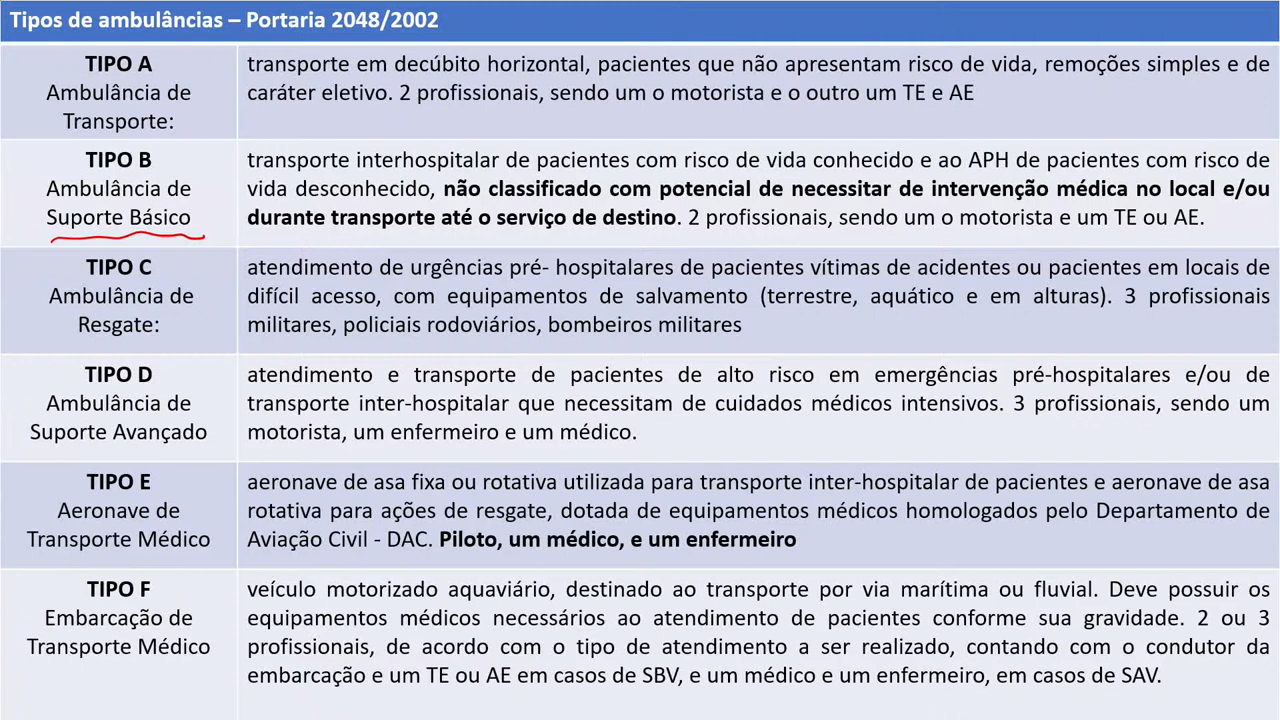 Tipos de ambulâncias – Portaria 2048/2002
TIPO A
Ambulância de
Transporte:
transporte em decúbito horizontal, pacientes que não apresentam risco de vida, remoções simples e de
caráter eletivo. 2 profissionais, sendo um o motorista e o outro um TE e AE
TIPO B
Ambulância de
Suporte Básico
transporte interhospitalar de pacientes com risco de vida conhecido e ao APH de pacientes com risco de
vida desconhecido, não classificado com potencial de necessitar de intervenção médica no local e/ou
durante transporte até o serviço de destino. 2 profissionais, sendo um o motorista e um TE ou AE.
TIPO C
Ambulância de
Resgate:
atendimento de urgências pré- hospitalares de pacientes vítimas de acidentes ou pacientes em locais de
difícil acesso, com equipamentos de salvamento (terrestre, aquático e em alturas). 3 profissionais
militares, policiais rodoviários, bombeiros militares
TIPO D
Ambulância de
Suporte Avançado
atendimento e transporte de pacientes de alto risco em emergências pré-hospitalares e/ou de
transporte inter-hospitalar que necessitam de cuidados médicos intensivos. 3 profissionais, sendo um
motorista, um enfermeiro e um médico.
TIPO E
Aeronave de
Transporte Médico
aeronave de asa fixa ou rotativa utilizada para transporte inter-hospitalar de pacientes e aeronave de asa
rotativa para ações de resgate, dotada de equipamentos médicos homologados pelo Departamento de
Aviação Civil - DAC. Piloto, um médico, e um enfermeiro
TIPO F
Embarcação de
Transporte Médico
veículo motorizado aquaviário, destinado ao transporte por via marítima ou fluvial. Deve possuir os
equipamentos médicos necessários ao atendimento de pacientes conforme sua gravidade. 2 ou 3
profissionais, de acordo com o tipo de atendimento a ser realizado, contando com o condutor da
embarcação e um TE ou AE em casos de SBV, e um médico e um enfermeiro, em casos de SAV.